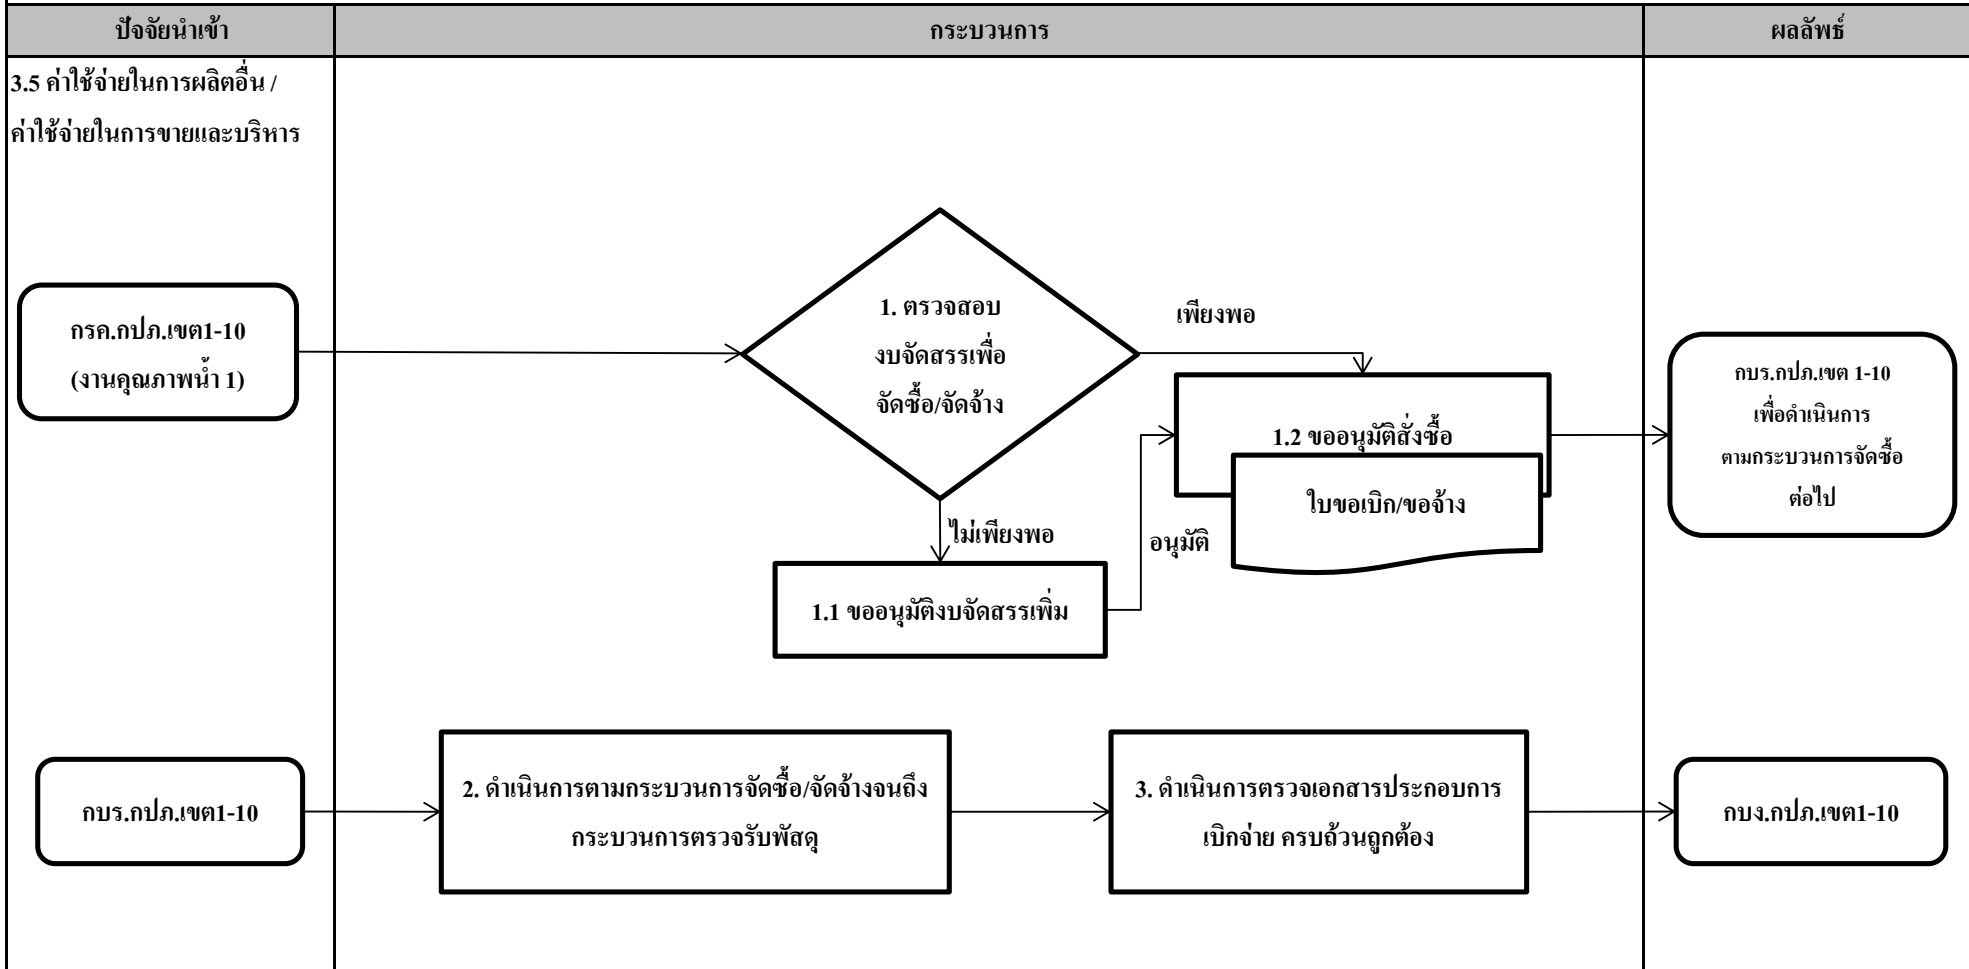 ปัจจัยนำเข้า
กระบวนการ
ผลลัพธ์
3.5 ค่าใช้จ่ายในการผลิตอื่น /
ค่าใช้จ่ายในการขายและบริหาร
กรค.กปภ.เขต1-10
(งานคุณภาพน้ำ 1)
1. ตรวจสอบ
งบจัดสรรเพื่อ
จัดซื้อ/จัดจ้าง
เพียงพอ
ไม่เพียงพอ
1.1 ขออนุมัติงบจัดสรรเพิ่ม
อนุมัติ
1.2 ขออนุมัติสั่งซื้อ
ใบขอเบิก/ขอจ้าง
กบร.กปภ.เขต 1-10
เพื่อดำเนินการ
ตามกระบวนการจัดซื้อ
ต่อไป
กบร.กปภ.เขต1-10
2. ดำเนินการตามกระบวนการจัดซื้อ/จัดจ้างจนถึง
กระบวนการตรวจรับพัสดุ
3. ดำเนินการตรวจเอกสารประกอบการ
เบิกจ่าย ครบถ้วนถูกต้อง
กบง.กปภ.เขต1-10